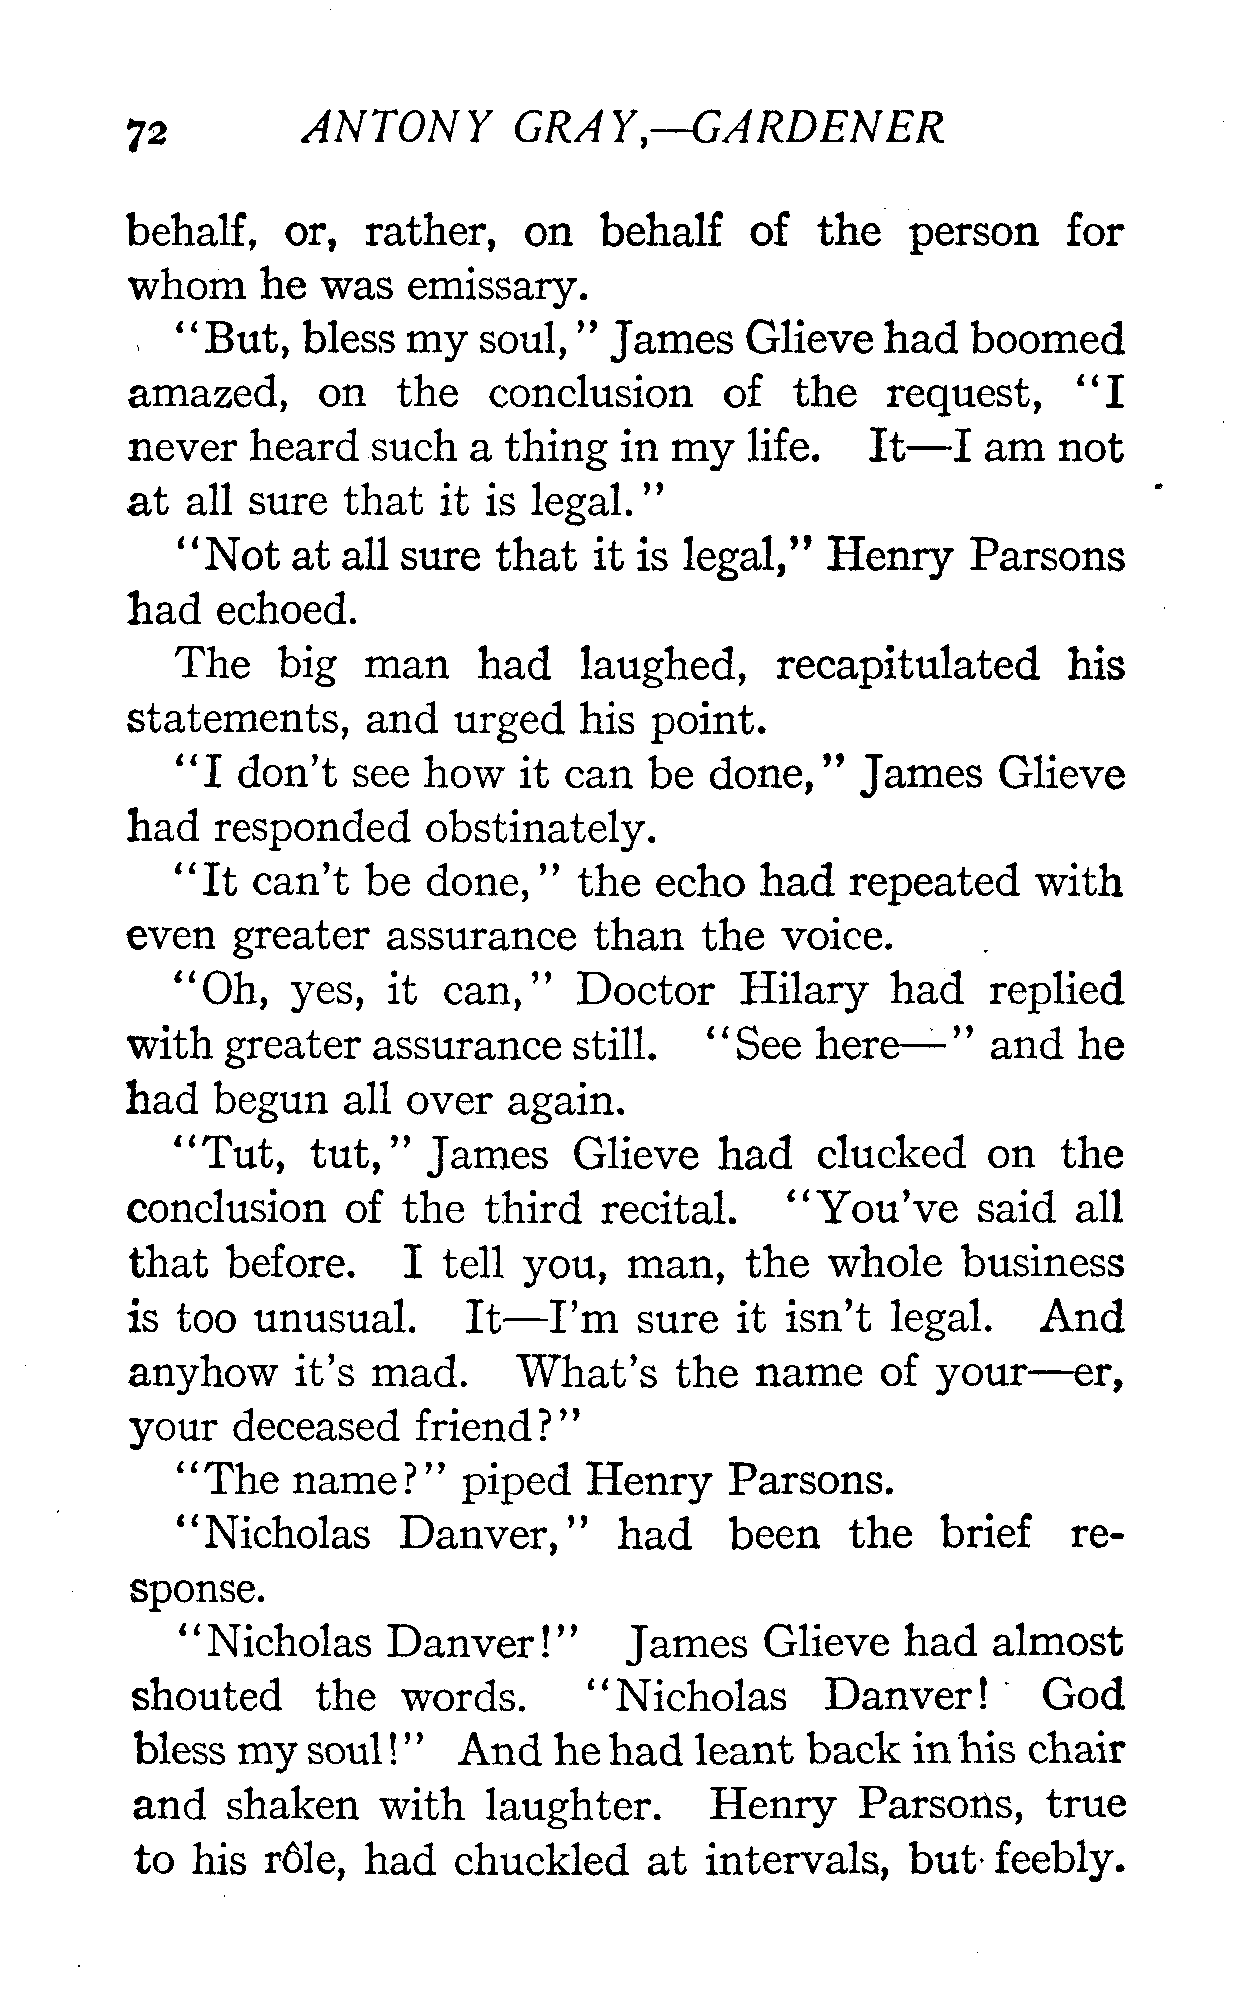 72 ANTONY GRAY,—GARDENER
behalf, or, rather, on behalf of the person for
whom he was emissary.
"But, bless my soul," James Glieve had boomed
amazed, on the conclusion of the request, "I
never heard such a thing in my life. It—I am not
at all sure that it is legal."
"Not at all sure that it is legal," Henry Parsons
had echoed.
The big man had laughed, recapitulated his
statements, and urged his point.
"I don't see how it can be done," James Glieve
had responded obstinately.
"It can't be done," the echo had repeated with
even greater assurance than the voice.
"Oh, yes, it can," Doctor Hilary had replied
with greater assurance still. "See here—" and he
had begun all over again.
"Tut, tut," James Glieve had clucked on the
conclusion of the third recital. "You've said all
that before. I tell you, man, the whole business
is too unusual. It—I'm sure it isn't legal. And
anyhow it's mad. What's the name of your—er,
your deceased friend?"
"The name?" piped Henry Parsons.
"Nicholas Danver," had been the brief re-
sponse.
"Nicholas Danver!" James Glieve had almost
shouted the words. "Nicholas Danver! God
bless my soul!" And he had leant back in his chair
and shaken with laughter. Henry Parsons, true
to his rôle, had chuckled at intervals, but feebly.